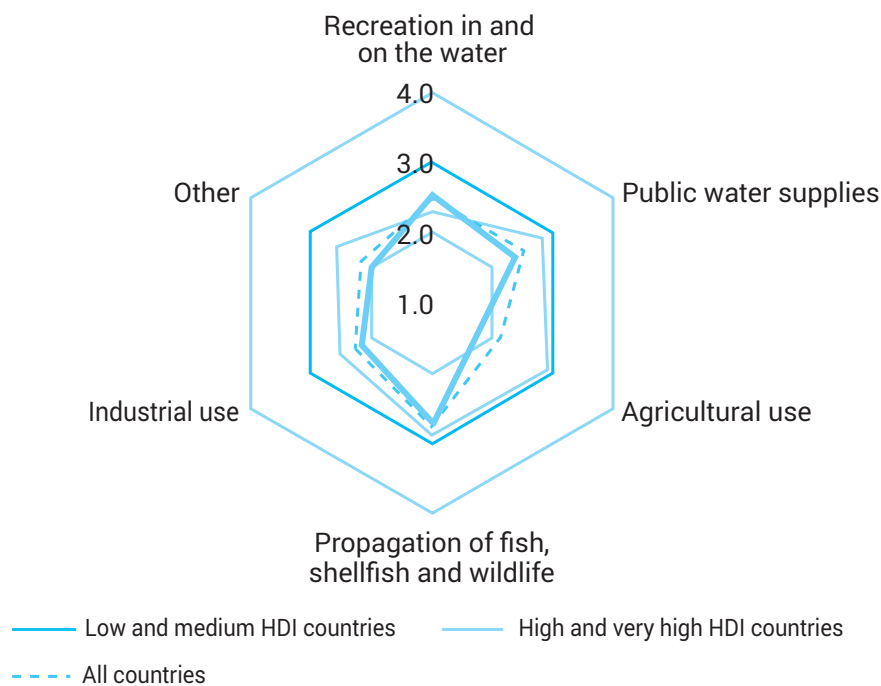 Recreation in and
on the water
4.0
3.0
Other
Public water supplies
2.0
1.0
Industrial use
Agricultural use
Propagation of fish,
shellfish and wildlife
Low and medium HDI countries
High and very high HDI countries
All countries